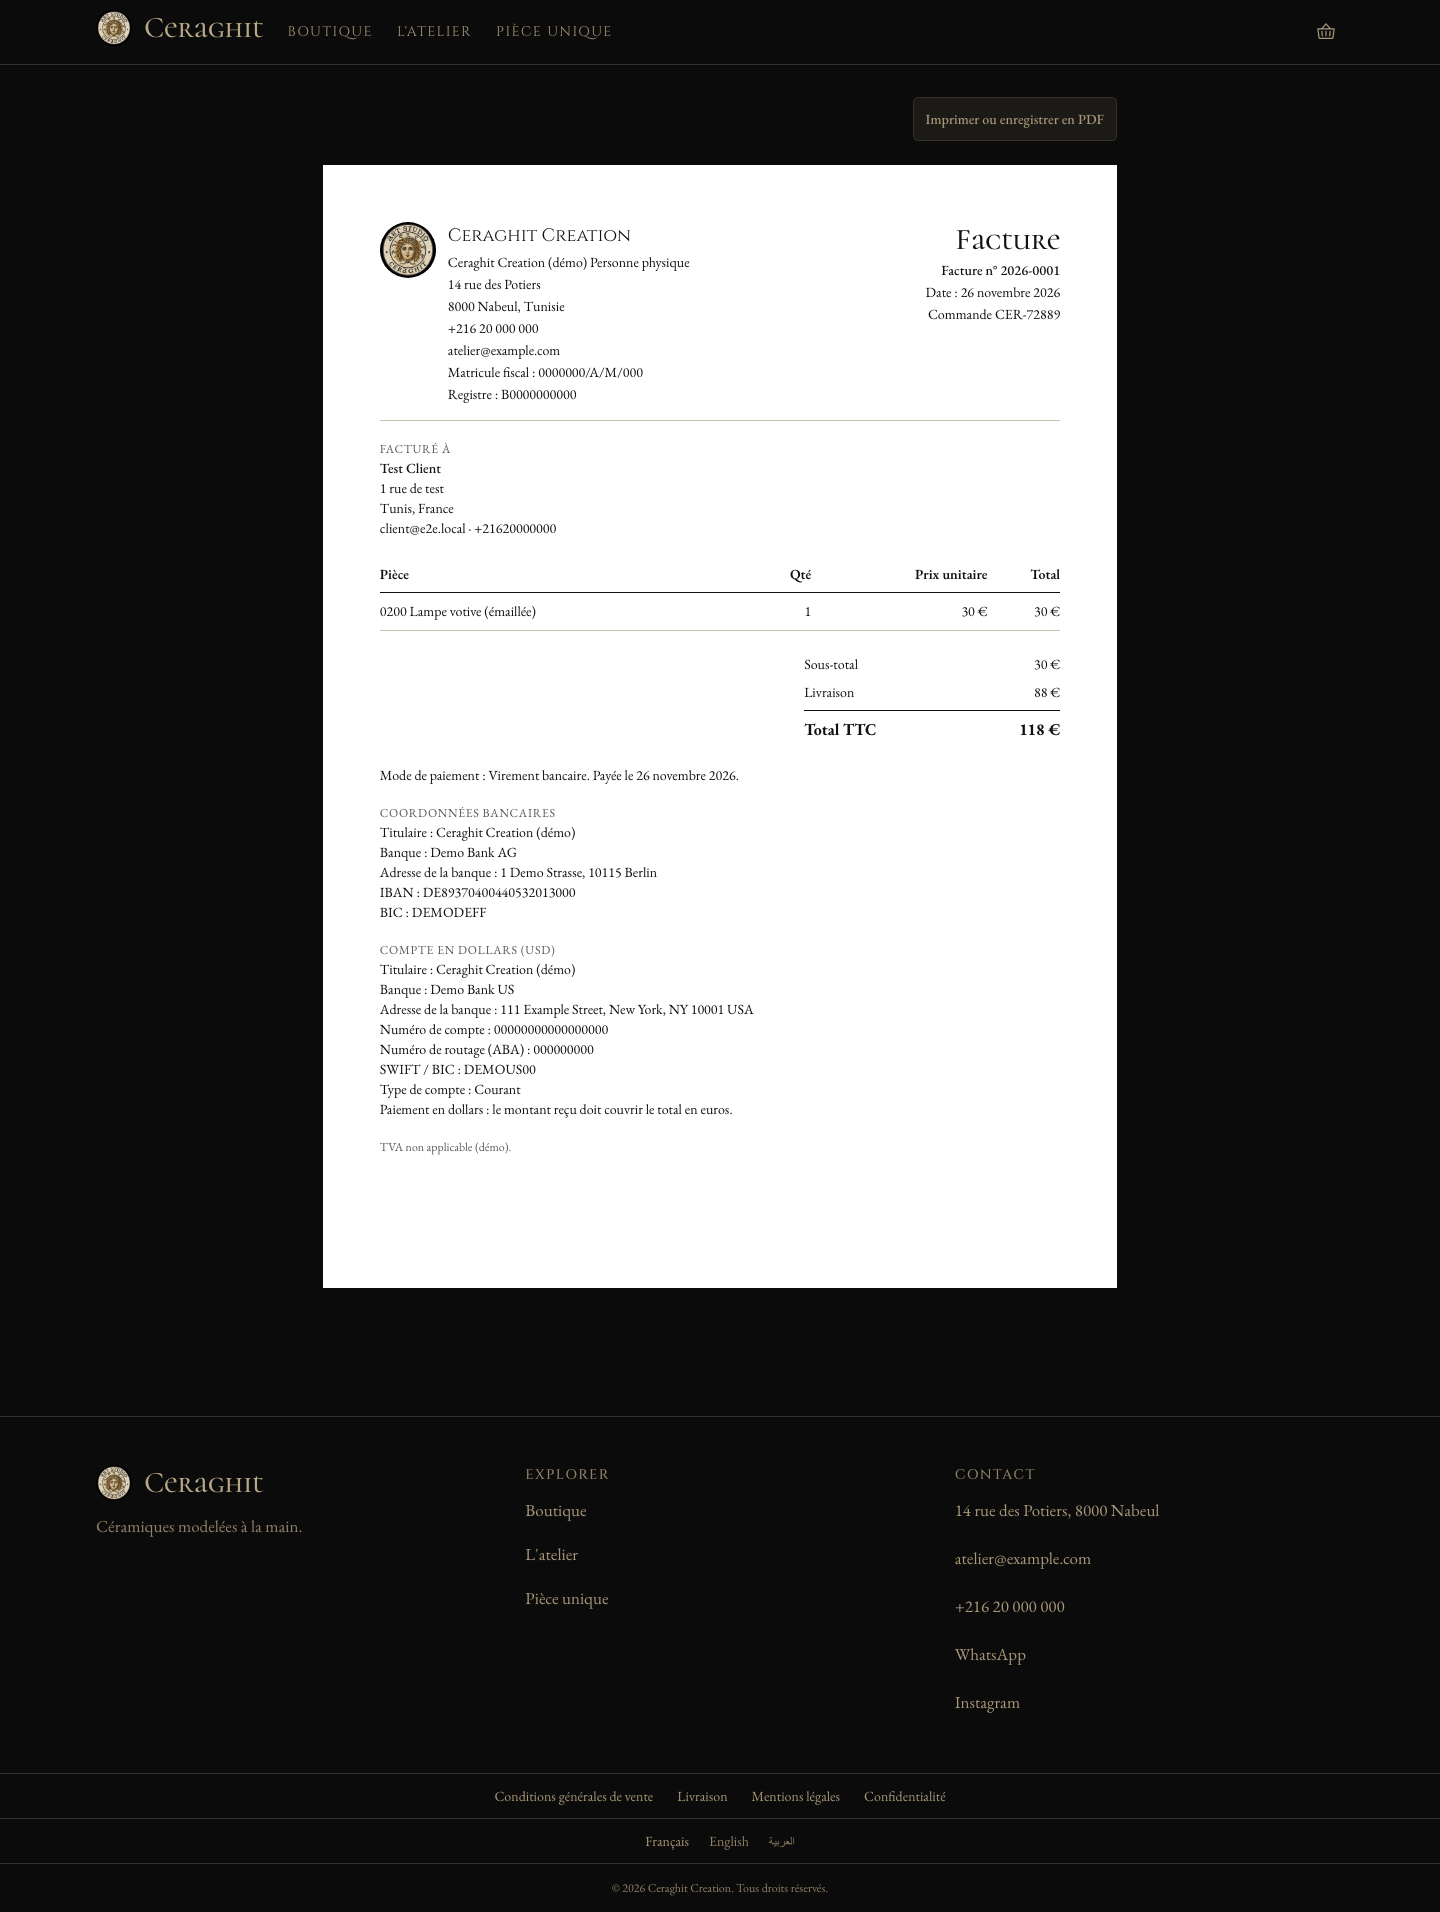 Ceraghit
BOUTIQUE
L'ATELIER
PIÈCE UNIQUE
Imprimer ou enregistrer en PDF
ART STUDIO
CERAGHIT
Ceraghit Creation
Ceraghit Creation (démo) Personne physique
14 rue des Potiers
8000 Nabeul, Tunisie
+216 20 000 000
atelier@example.com
Matricule fiscal : 0000000/A/M/000
Registre : B0000000000
Facture
Facture n° 2026-0001
Date : 26 novembre 2026
Commande CER-72889
FACTURÉ À
Test Client
1 rue de test
Tunis, France
client@e2e.local · +21620000000
Pièce Qté Prix unitaire Total
0200 Lampe votive (émaillée) 1 30 € 30 €
Sous-total 30 €
Livraison 88 €
Total TTC 118 €
Mode de paiement : Virement bancaire. Payée le 26 novembre 2026.
COORDONNÉES BANCAIRES
Titulaire : Ceraghit Creation (démo)
Banque : Demo Bank AG
Adresse de la banque : 1 Demo Strasse, 10115 Berlin
IBAN : DE89370400440532013000
BIC : DEMODEFF
COMPTE EN DOLLARS (USD)
Titulaire : Ceraghit Creation (démo)
Banque : Demo Bank US
Adresse de la banque : 111 Example Street, New York, NY 10001 USA
Numéro de compte : 00000000000000000
Numéro de routage (ABA) : 000000000
SWIFT / BIC : DEMOUS00
Type de compte : Courant
Paiement en dollars : le montant reçu doit couvrir le total en euros.
TVA non applicable (démo).
Ceraghit
Céramiques modelées à la main.
EXPLORER
Boutique
L'atelier
Pièce unique
CONTACT
14 rue des Potiers, 8000 Nabeul
atelier@example.com
+216 20 000 000
WhatsApp
Instagram
Conditions générales de vente Livraison Mentions légales Confidentialité
Français English العربية
© 2026 Ceraghit Creation. Tous droits réservés.